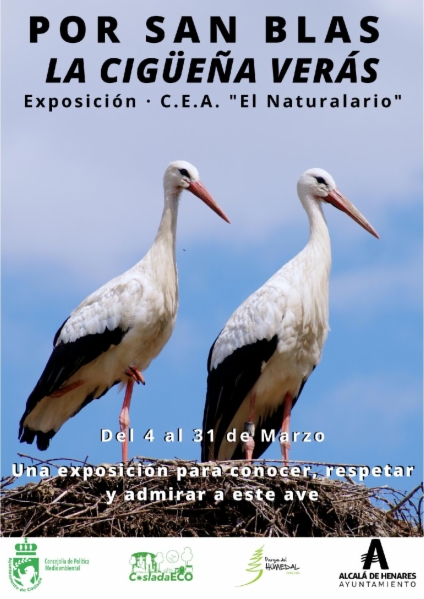 POR SAN BLAS
LA CIGÜEÑA VERÁS
Exposición · C.E.A. "El Naturalario"
Del 4 al 31 de Marzo
Una exposición para conocer, respetar
y admirar a este ave
Concejalía de Política
Medioambiental
CosladaECO
Parque del
HUMEDAL
ALCALÁ DE HENARES
AYUNTAMIENTO